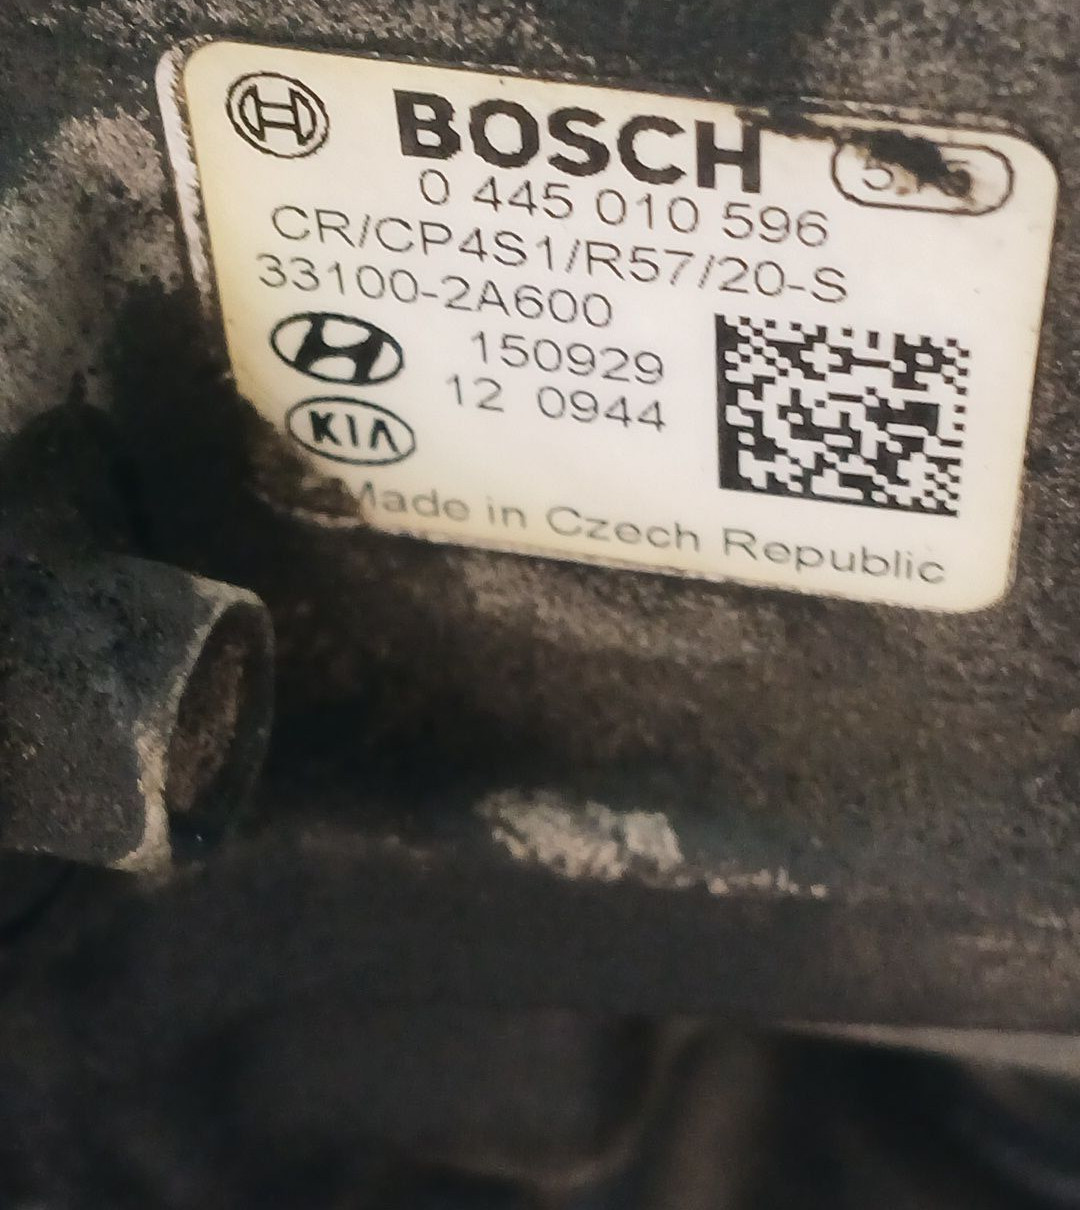 BOSCH
0 445 010 596
CR/CP4S1/R57/20-S
33100-2A600
150929
12 0944
KIA
Made in Czech Republic